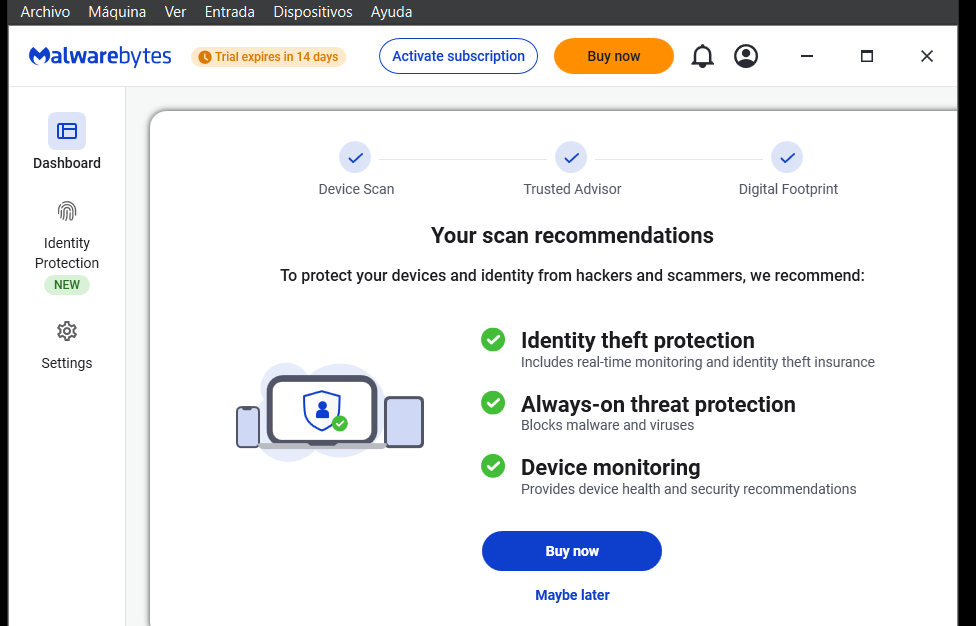 Archivo Máquina Ver Entrada Dispositivos Ayuda
Malwarebytes Trial expires in 14 days Activate subscription Buy now
Dashboard
Identity
Protection
NEW
Settings
Device Scan Trusted Advisor Digital Footprint
Your scan recommendations
To protect your devices and identity from hackers and scammers, we recommend:
Identity theft protection
Includes real-time monitoring and identity theft insurance
Always-on threat protection
Blocks malware and viruses
Device monitoring
Provides device health and security recommendations
Buy now
Maybe later